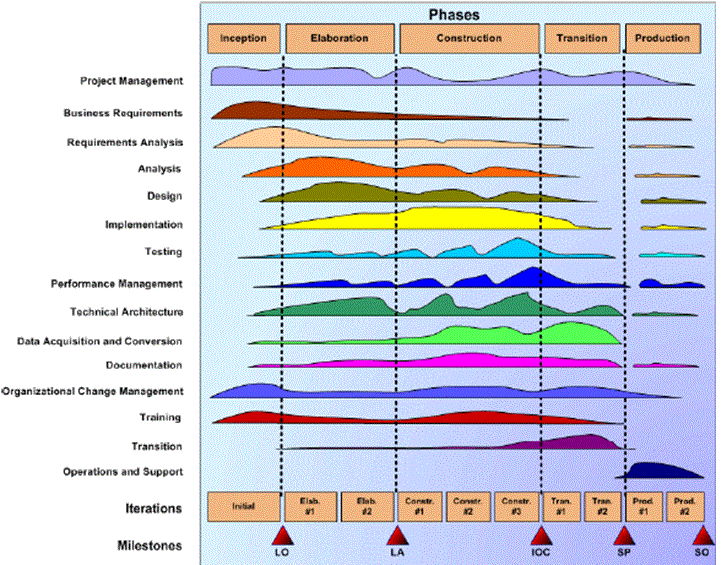 Phases
Inception Elaboration Construction Transition Production
Project Management
Business Requirements
Requirements Analysis
Analysis
Design
Implementation
Testing
Performance Management
Technical Architecture
Data Acquisition and Conversion
Documentation
Organizational Change Management
Training
Transition
Operations and Support
Iterations
Initial
Elab.
#1
Elab.
#2
Constr.
#1
Constr.
#2
Constr.
#3
Tran.
#1
Tran.
#2
Prod.
#1
Prod.
#2
Milestones
LO LA IOC SP SO